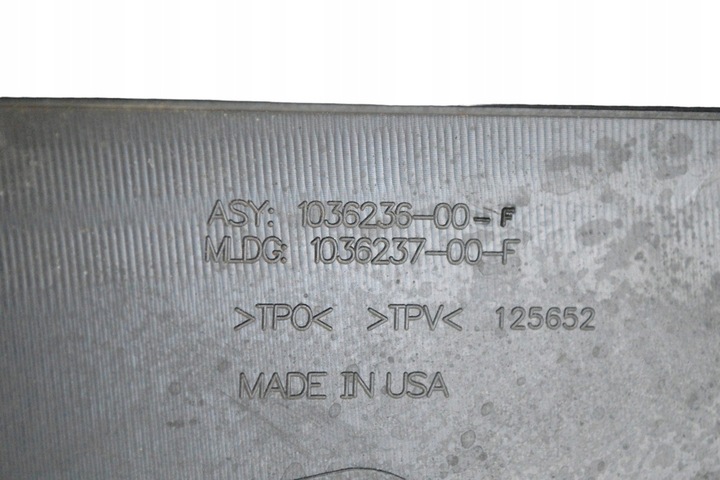 ASY: 1036236-00-F
MLDG: 1036237-00-F
>TPO< >TPV< 125652
MADE IN USA